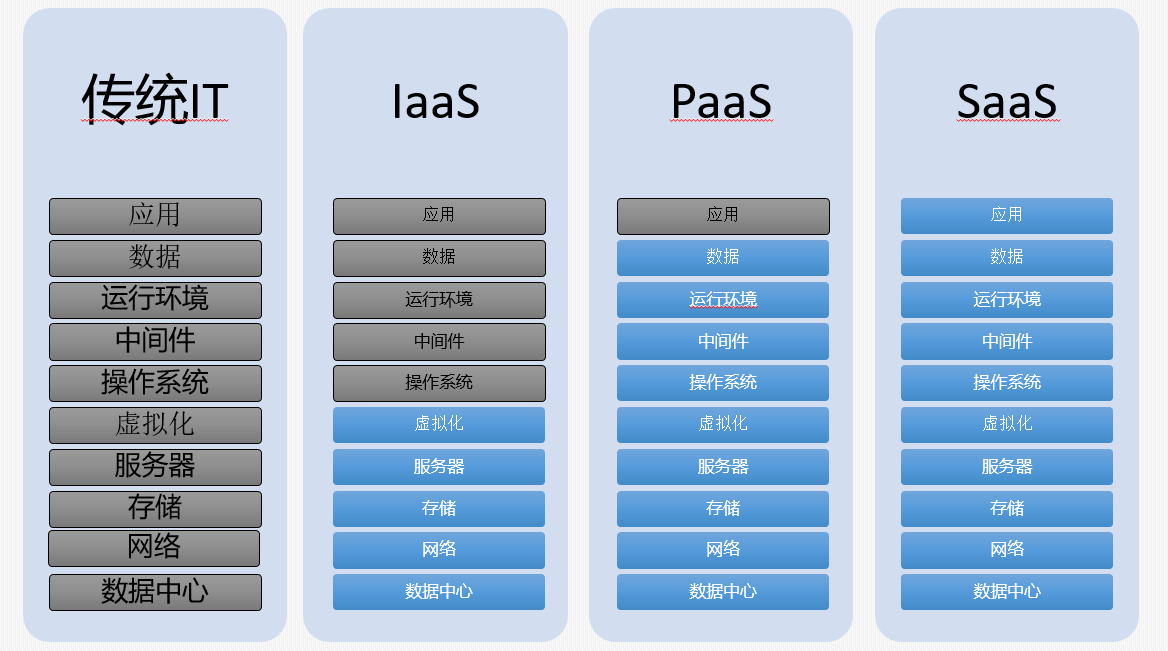 传统IT
应用
数据
运行环境
中间件
操作系统
虚拟化
服务器
存储
网络
数据中心
IaaS
应用
数据
运行环境
中间件
操作系统
虚拟化
服务器
存储
网络
数据中心
PaaS
应用
数据
运行环境
中间件
操作系统
虚拟化
服务器
存储
网络
数据中心
SaaS
应用
数据
运行环境
中间件
操作系统
虚拟化
服务器
存储
网络
数据中心